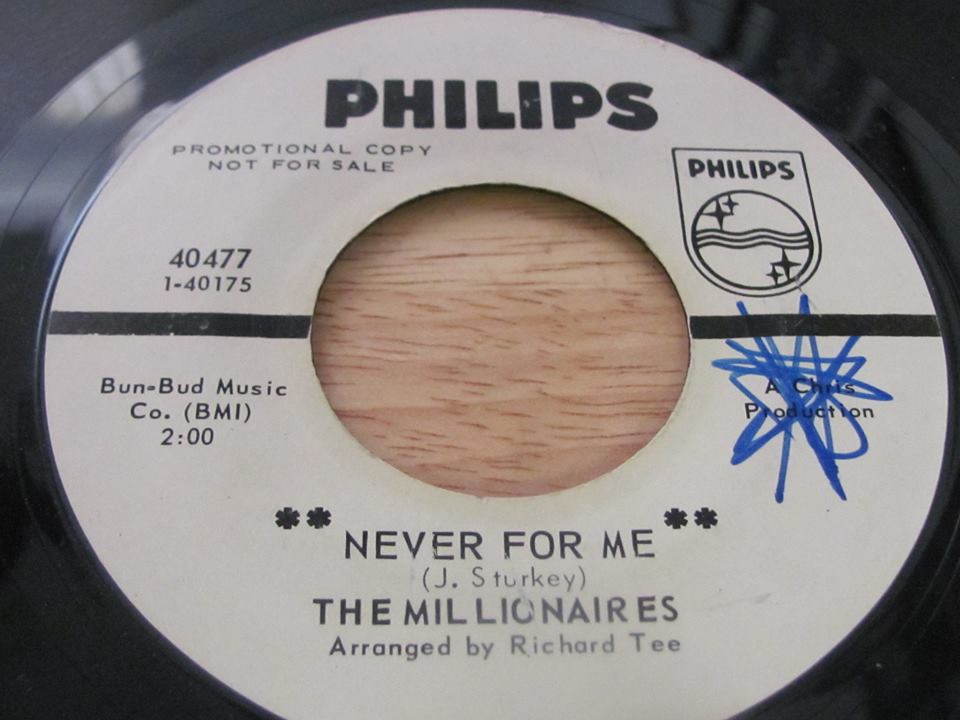 PHILIPS
PROMOTIONAL COPY
NOT FOR SALE
PHILIPS
40477
1-40175
Bun-Bud Music
Co. (BMI)
2:00
A Chris
Production
** NEVER FOR ME **
(J. Sturkey)
THE MILLIONAIRES
Arranged by Richard Tee